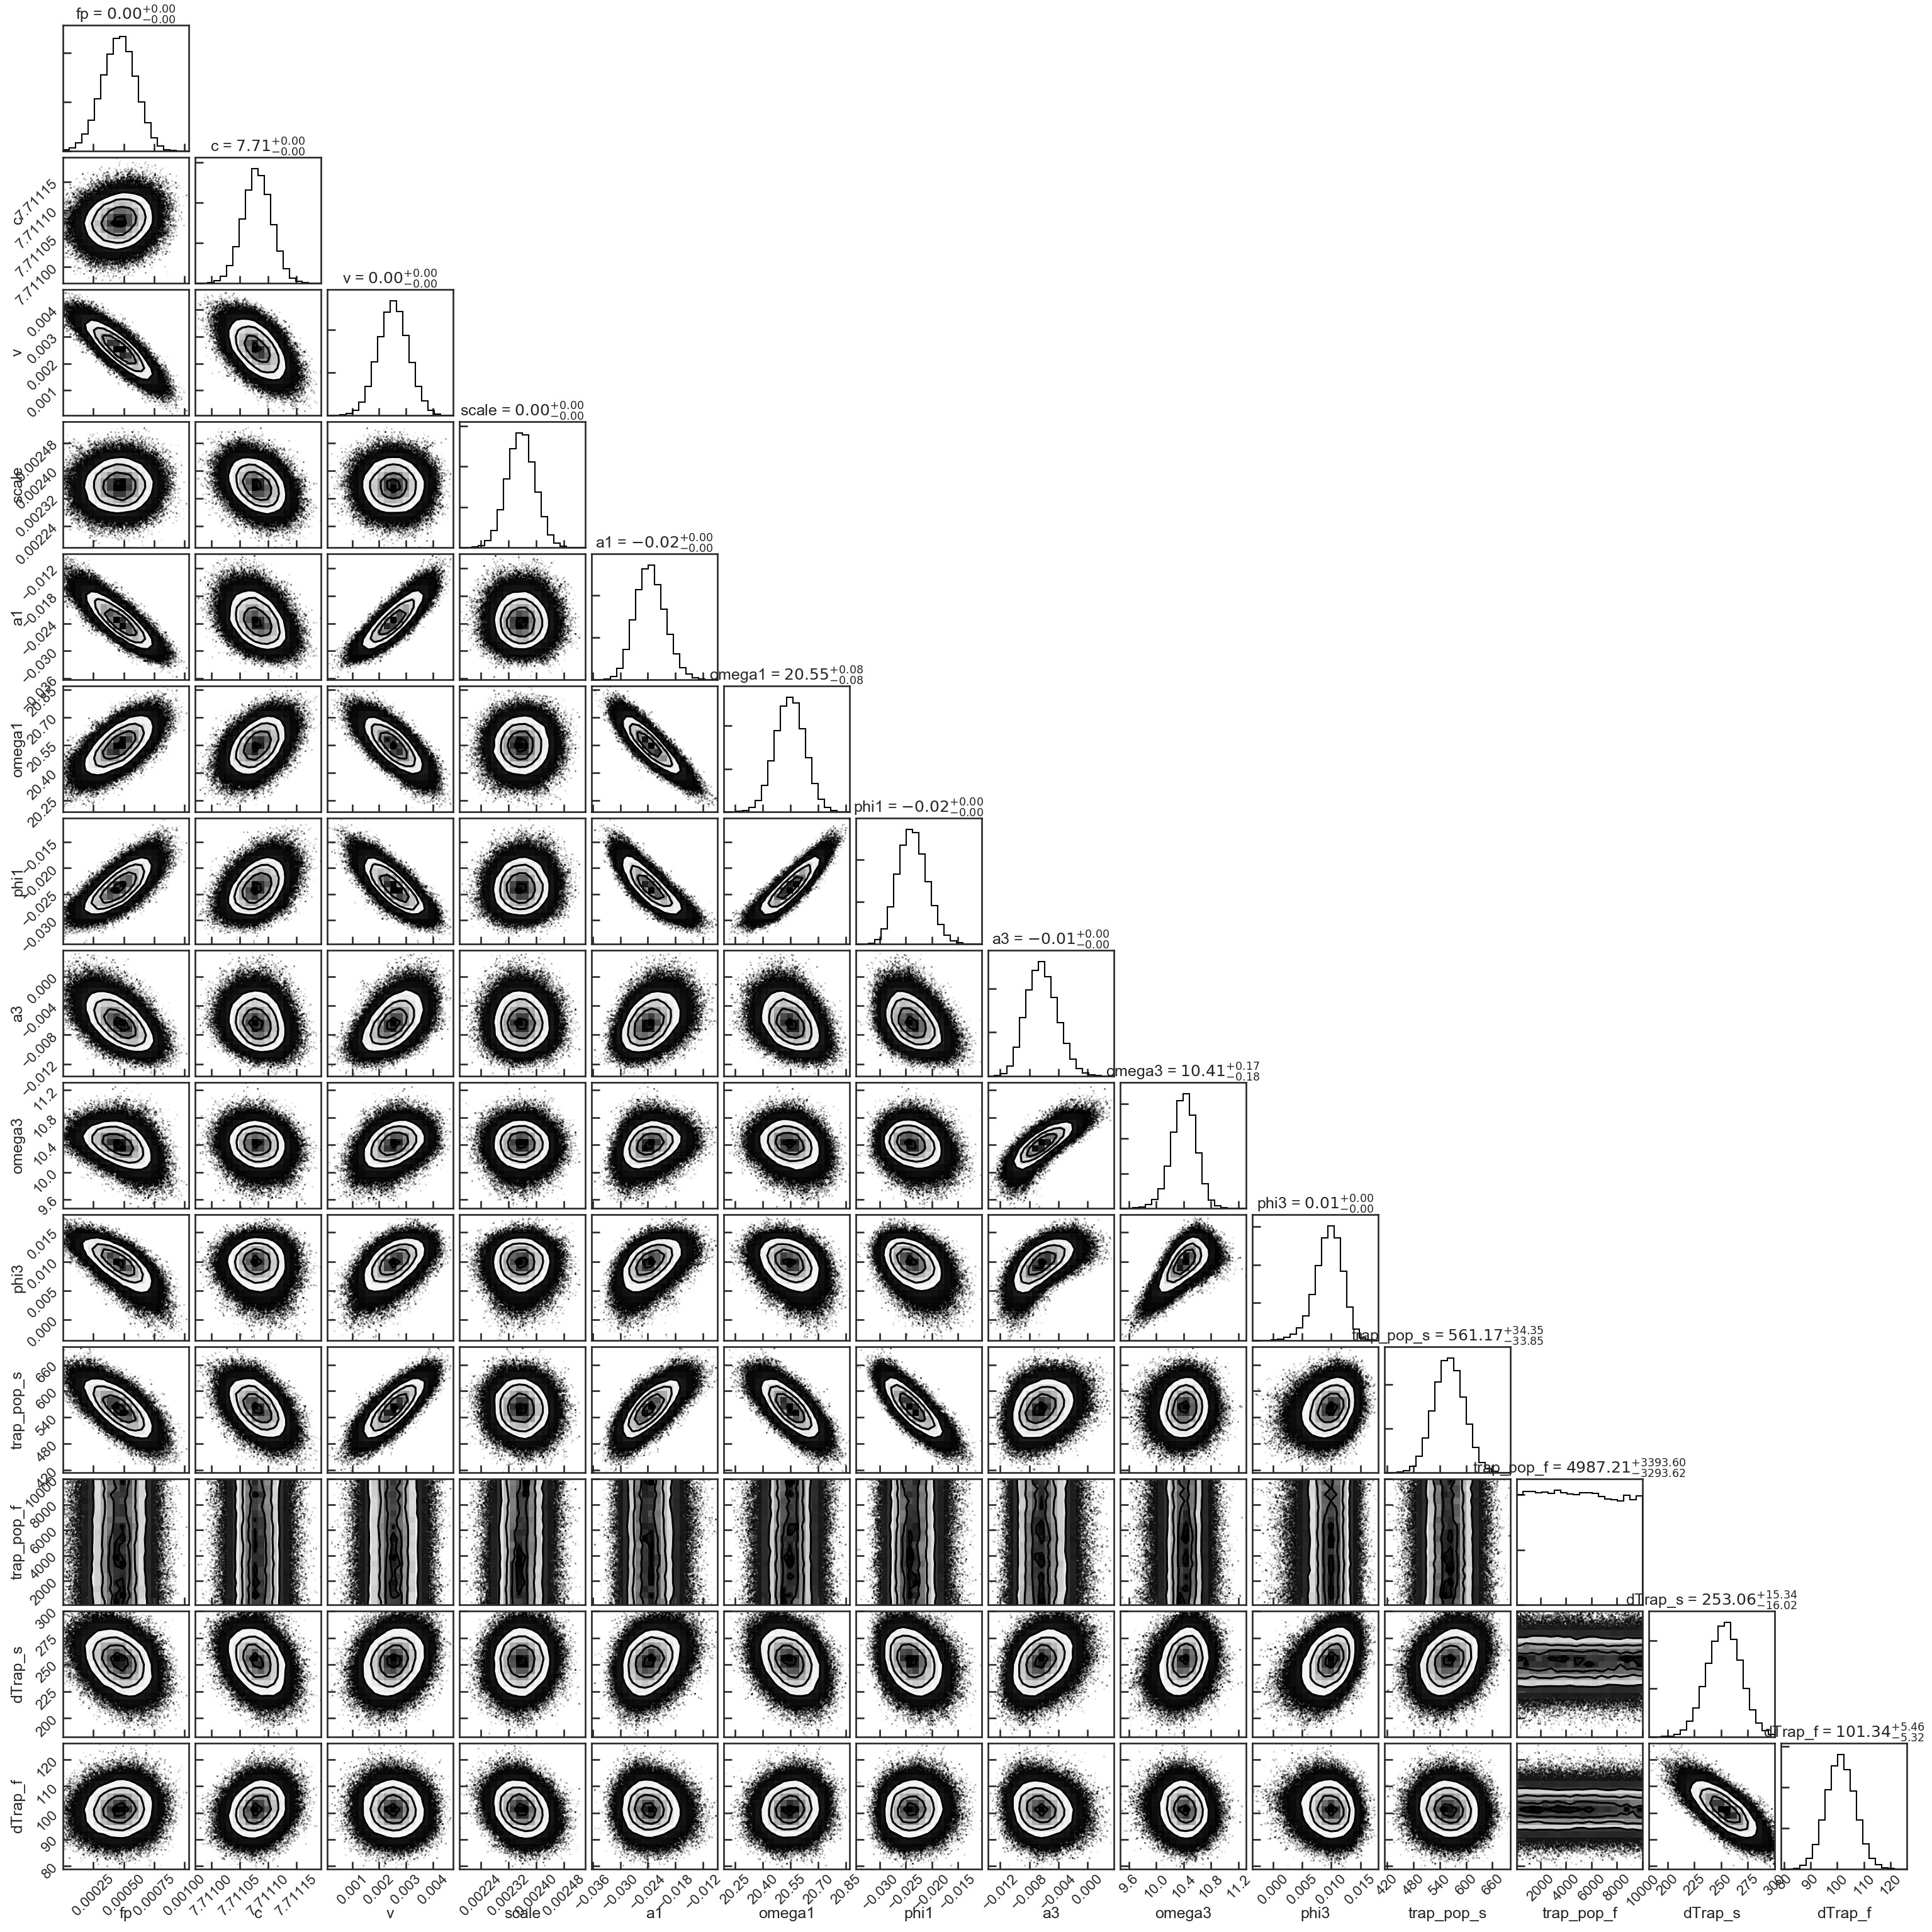 fp = 0.00+0.00−0.00
c = 7.71+0.00−0.00
7.71115
7.71110
7.71105
7.71100
c
v = 0.00+0.00−0.00
0.004
0.003
0.002
0.001
v
scale = 0.00+0.00−0.00
0.00248
0.00240
0.00232
0.00224
scale
a1 = −0.02+0.00−0.00
−0.012
−0.018
−0.024
−0.030
−0.036
a1
omega1 = 20.55+0.08−0.08
20.85
20.70
20.55
20.40
20.25
omega1
phi1 = −0.02+0.00−0.00
−0.015
−0.020
−0.025
−0.030
phi1
a3 = −0.01+0.00−0.00
0.000
−0.004
−0.008
−0.012
a3
omega3 = 10.41+0.17−0.18
11.2
10.8
10.4
10.0
9.6
omega3
phi3 = 0.01+0.00−0.00
0.015
0.010
0.005
0.000
phi3
trap_pop_s = 561.17+34.35−33.85
660
600
540
480
420
trap_pop_s
trap_pop_f = 4987.21+3393.60−3293.62
10000
8000
6000
4000
2000
trap_pop_f
dTrap_s = 253.06+15.34−16.02
300
275
250
225
200
dTrap_s
dTrap_f = 101.34+5.46−5.32
120
110
100
90
80
dTrap_f
0.00025 0.00050 0.00075 0.00100
fp
7.71100 7.71105 7.71110 7.71115
c
0.001 0.002 0.003 0.004
v
0.00224 0.00232 0.00240 0.00248
scale
−0.036 −0.030 −0.024 −0.018 −0.012
a1
20.25 20.40 20.55 20.70 20.85
omega1
−0.030 −0.025 −0.020 −0.015
phi1
−0.012 −0.008 −0.004 0.000
a3
9.6 10.0 10.4 10.8 11.2
omega3
0.000 0.005 0.010 0.015
phi3
420 480 540 600 660
trap_pop_s
2000 4000 6000 8000 10000
trap_pop_f
200 225 250 275 300
dTrap_s
80 90 100 110 120
dTrap_f